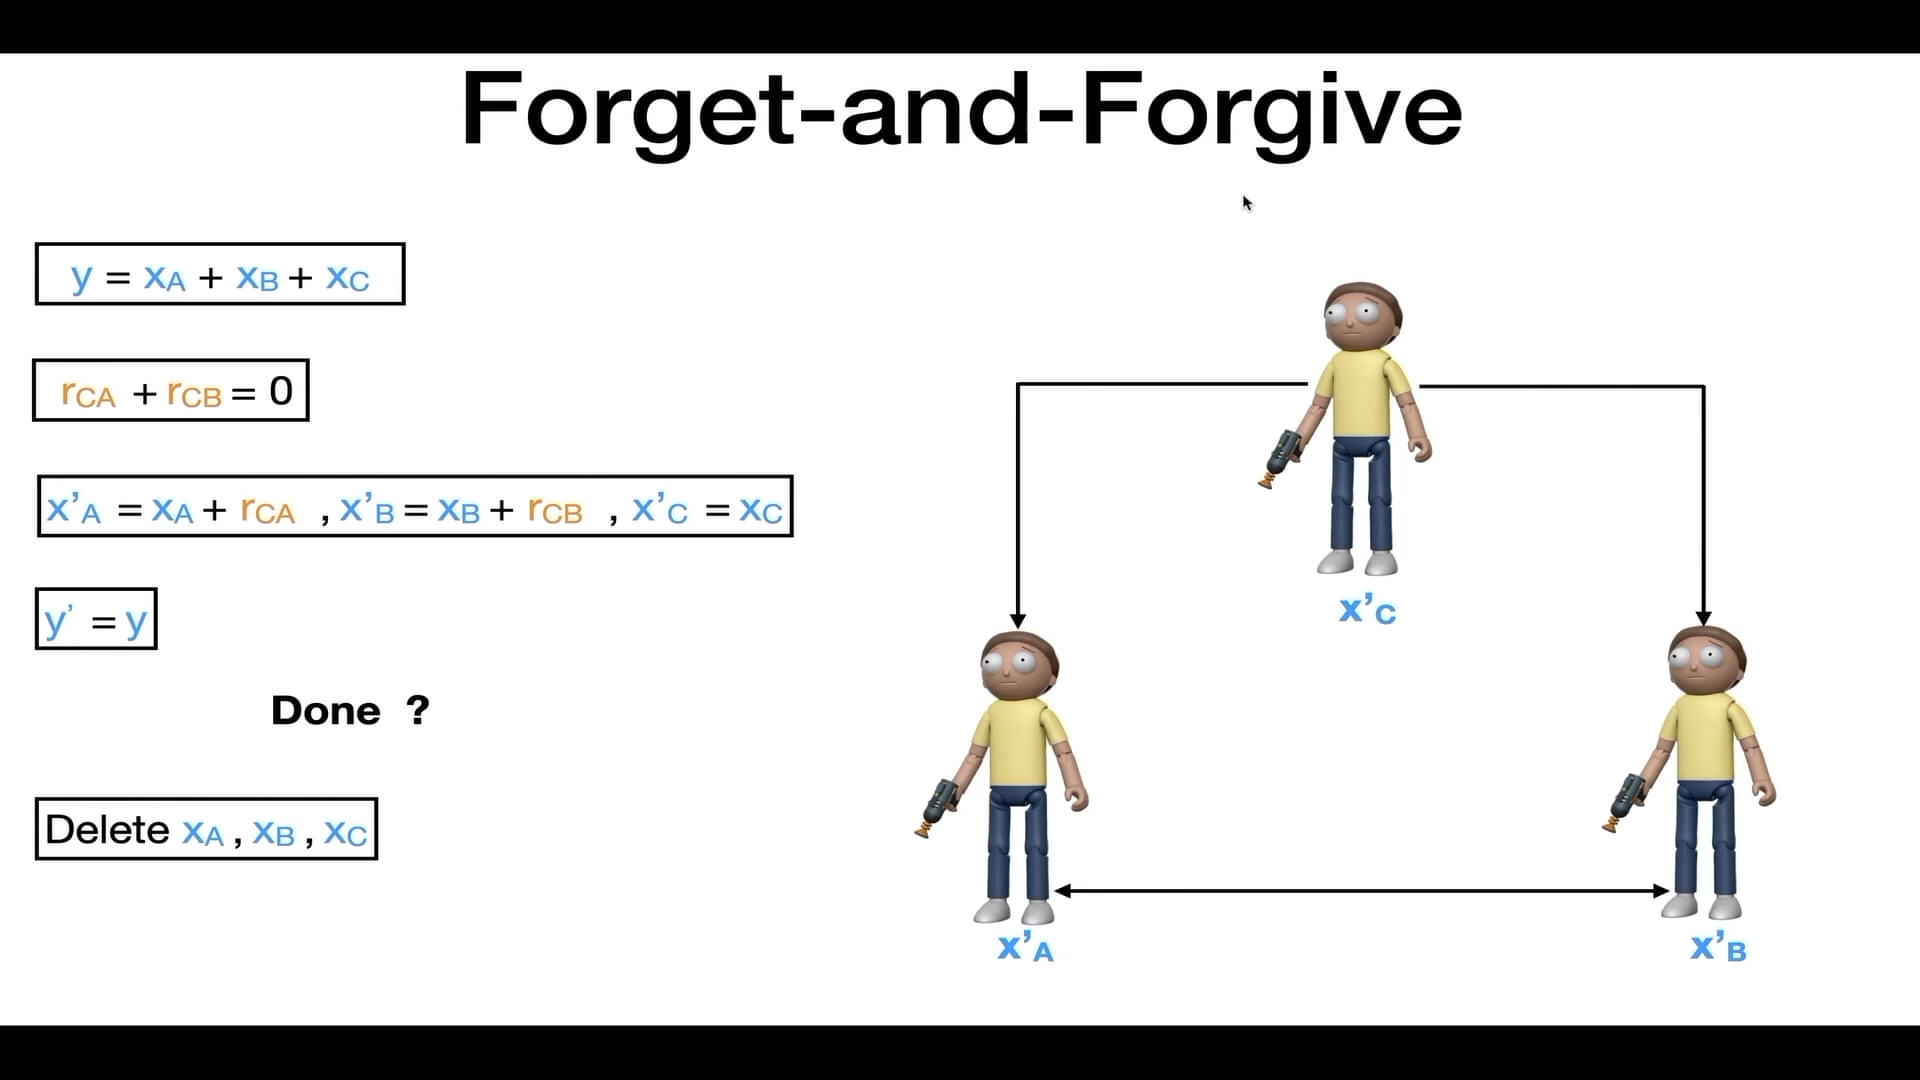 Forget-and-Forgive
y = xA + xB + xC
rCA + rCB = 0
x’A = xA + rCA , x’B = xB + rCB , x’C = xC
y’ = y
Done ?
Delete xA , xB , xC
x’C
x’A
x’B